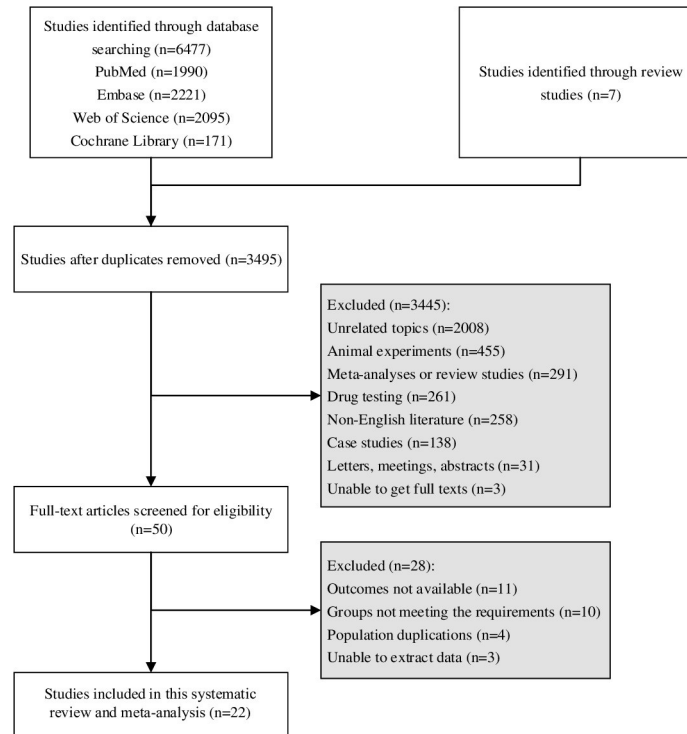 Studies identified through database
searching (n=6477)
PubMed (n=1990)
Embase (n=2221)
Web of Science (n=2095)
Cochrane Library (n=171)
Studies identified through review
studies (n=7)
Studies after duplicates removed (n=3495)
Excluded (n=3445):
Unrelated topics (n=2008)
Animal experiments (n=455)
Meta-analyses or review studies (n=291)
Drug testing (n=261)
Non-English literature (n=258)
Case studies (n=138)
Letters, meetings, abstracts (n=31)
Unable to get full texts (n=3)
Full-text articles screened for eligibility
(n=50)
Excluded (n=28):
Outcomes not available (n=11)
Groups not meeting the requirements (n=10)
Population duplications (n=4)
Unable to extract data (n=3)
Studies included in this systematic
review and meta-analysis (n=22)